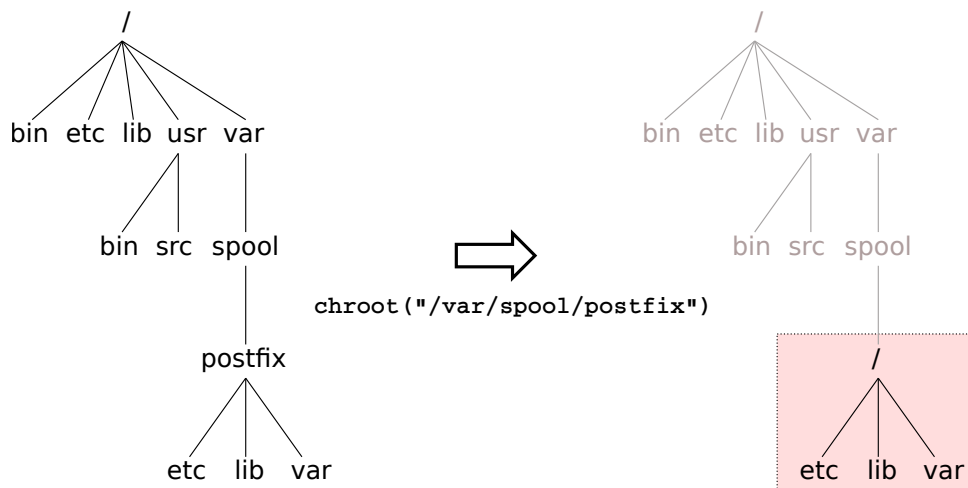 /
bin etc lib usr var
bin src spool
postfix
etc lib var
chroot("/var/spool/postfix")
/
bin etc lib usr var
bin src spool
/
etc lib var